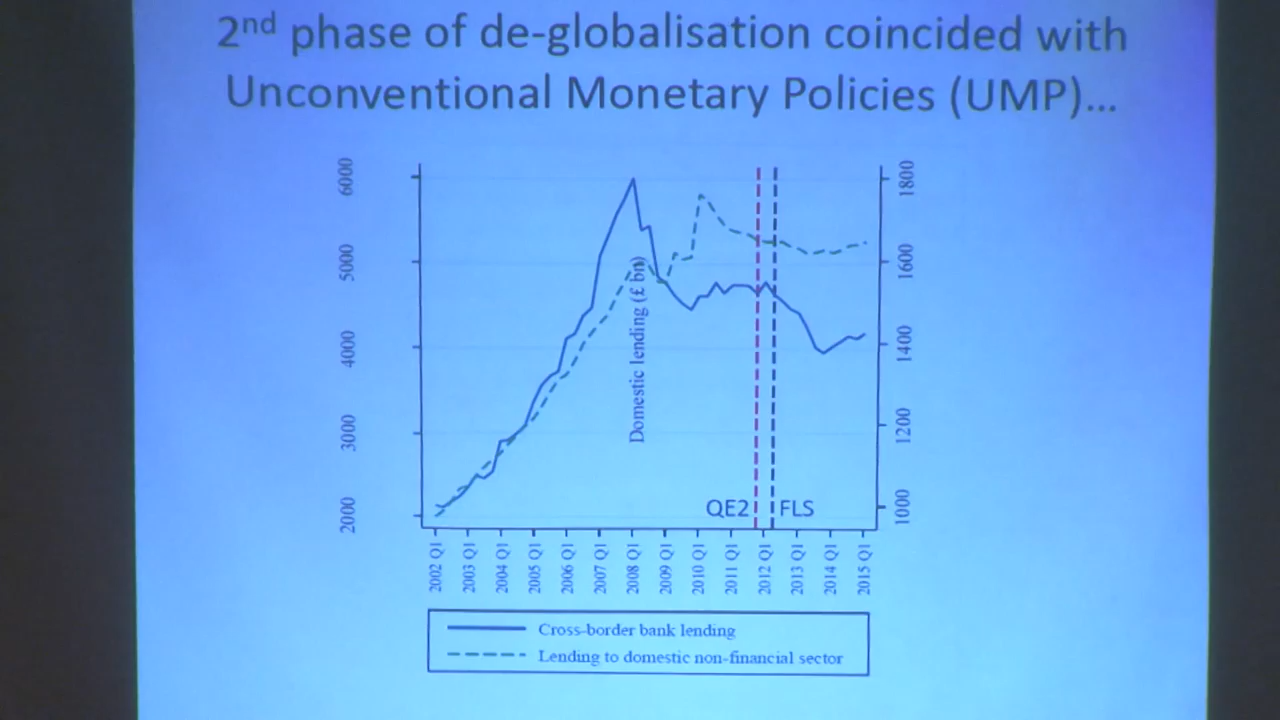 2nd phase of de-globalisation coincided with
Unconventional Monetary Policies (UMP)...
6000
5000
4000
3000
2000
Domestic lending (£ bn)
1800
1600
1400
1200
1000
QE2
FLS
2002 Q1
2003 Q1
2004 Q1
2005 Q1
2006 Q1
2007 Q1
2008 Q1
2009 Q1
2010 Q1
2011 Q1
2012 Q1
2013 Q1
2014 Q1
2015 Q1
Cross-border bank lending
Lending to domestic non-financial sector